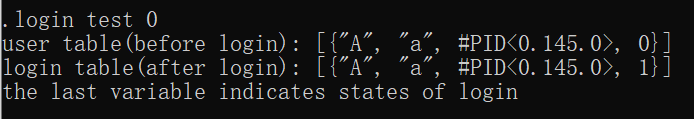 .login test 0
user table(before login): [{"A", "a", #PID<0.145.0>, 0}]
login table(after login): [{"A", "a", #PID<0.145.0>, 1}]
the last variable indicates states of login